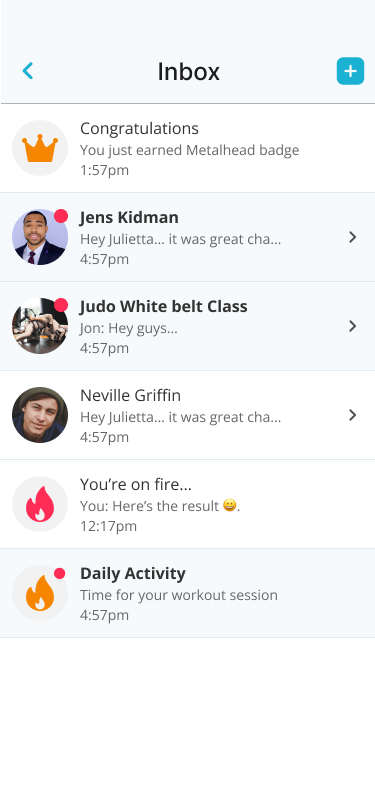 Inbox
Congratulations
You just earned Metalhead badge
1:57pm
Jens Kidman
Hey Julietta... it was great cha...
4:57pm
Judo White belt Class
Jon: Hey guys...
4:57pm
Neville Griffin
Hey Julietta... it was great cha...
4:57pm
You’re on fire...
You: Here’s the result 😀.
12:17pm
Daily Activity
Time for your workout session
4:57pm